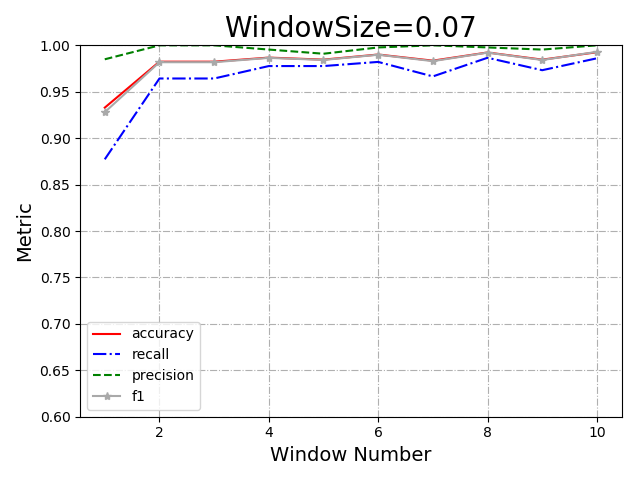 WindowSize=0.07
1.00
0.95
0.90
0.85
0.80
0.75
0.70
0.65
0.60
Metric
accuracy
recall
precision
f1
2 4 6 8 10
Window Number